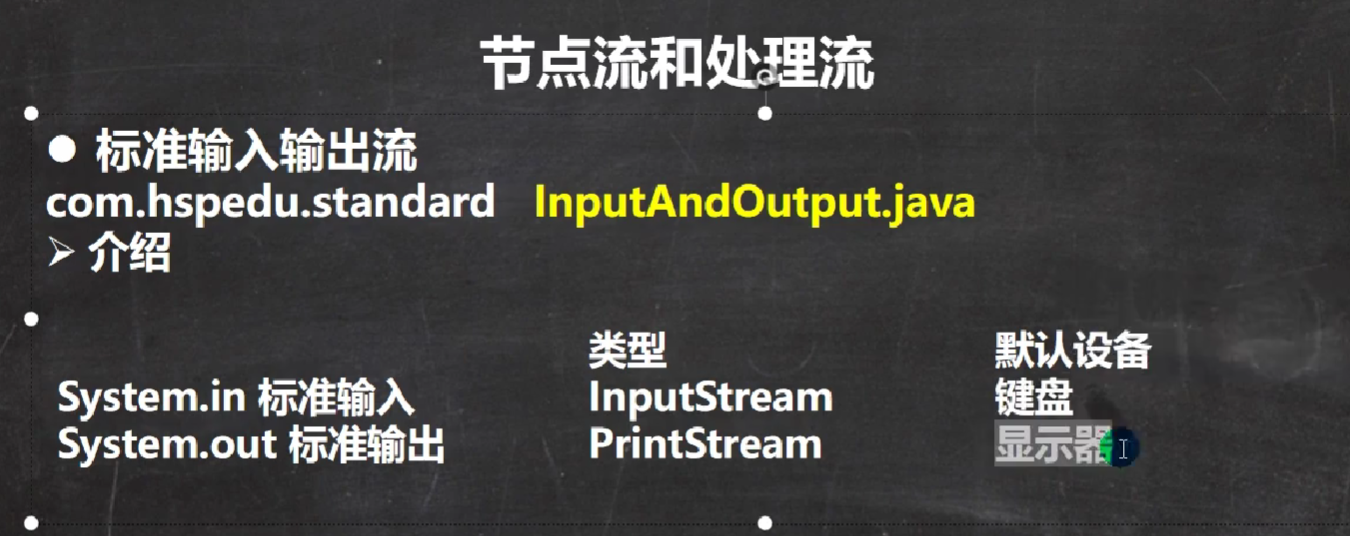 节点流和处理流
● 标准输入输出流
com.hspedu.standard InputAndOutput.java
➢ 介绍
类型 默认设备
System.in 标准输入 InputStream 键盘
System.out 标准输出 PrintStream 显示器